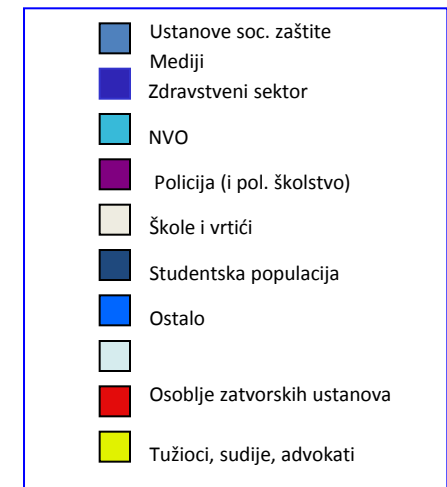 Ustanove soc. zaštite
Mediji
Zdravstveni sektor
NVO
Policija (i pol. školstvo)
Škole i vrtići
Studentska populacija
Ostalo
Osoblje zatvorskih ustanova
Tužioci, sudije, advokati